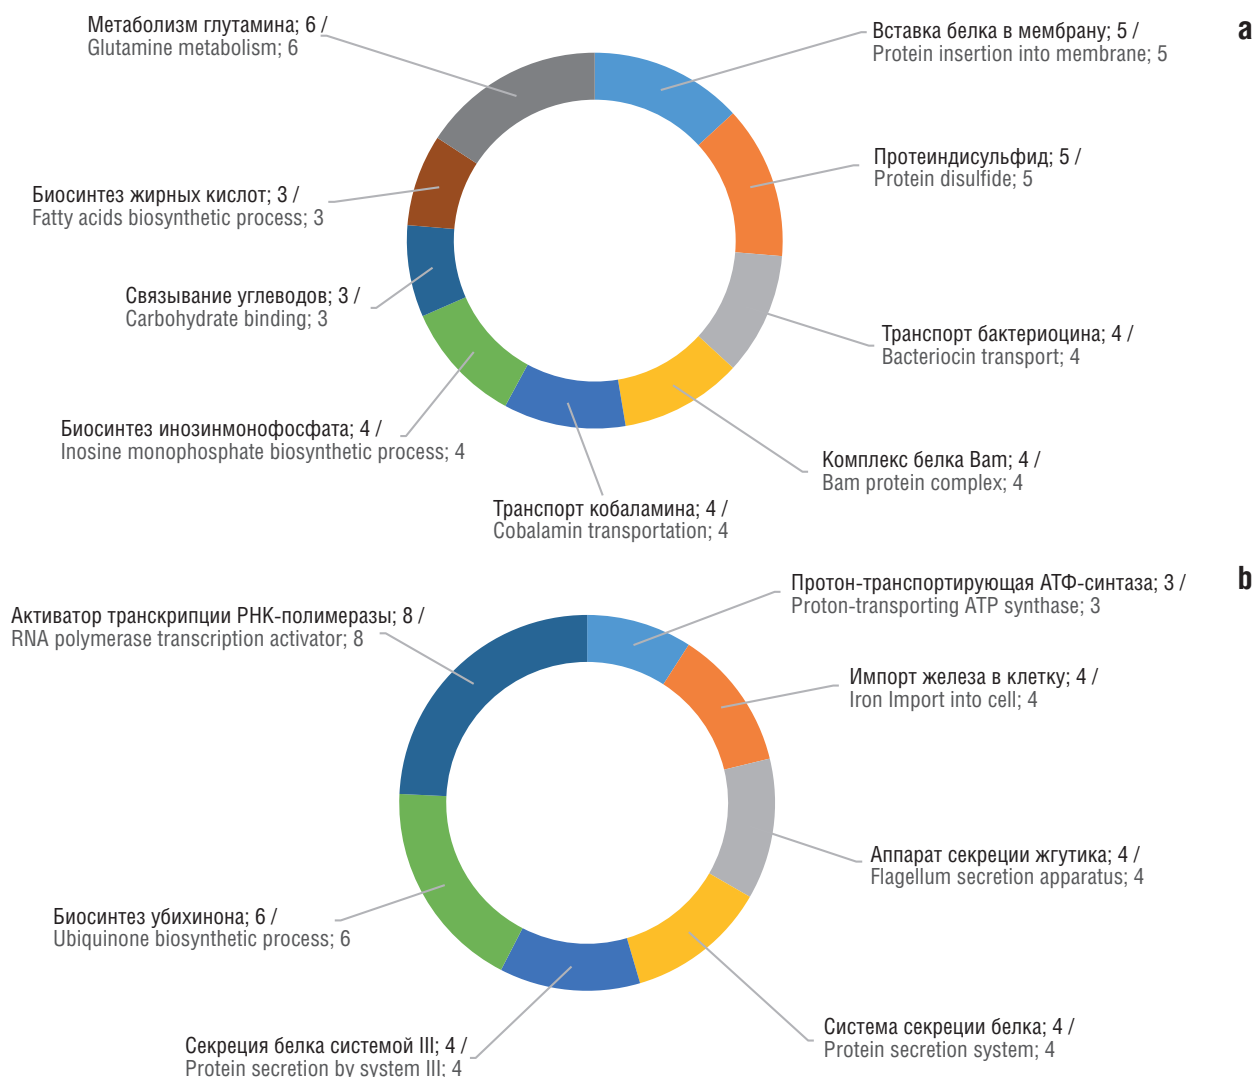 a
Метаболизм глутамина; 6 /
Glutamine metabolism; 6
Вставка белка в мембрану; 5 /
Protein insertion into membrane; 5
Протеиндисульфид; 5 /
Protein disulfide; 5
Биосинтез жирных кислот; 3 /
Fatty acids biosynthetic process; 3
Связывание углеводов; 3 /
Carbohydrate binding; 3
Транспорт бактериоцина; 4 /
Bacteriocin transport; 4
Биосинтез инозинмонофосфата; 4 /
Inosine monophosphate biosynthetic process; 4
Комплекс белка Bam; 4 /
Bam protein complex; 4
Транспорт кобаламина; 4 /
Cobalamin transportation; 4
b
Протон-транспортирующая АТФ-синтаза; 3 /
Proton-transporting ATP synthase; 3
Активатор транскрипции РНК-полимеразы; 8 /
RNA polymerase transcription activator; 8
Импорт железа в клетку; 4 /
Iron Import into cell; 4
Аппарат секреции жгутика; 4 /
Flagellum secretion apparatus; 4
Биосинтез убихинона; 6 /
Ubiquinone biosynthetic process; 6
Система секреции белка; 4 /
Protein secretion system; 4
Секреция белка системой III; 4 /
Protein secretion by system III; 4